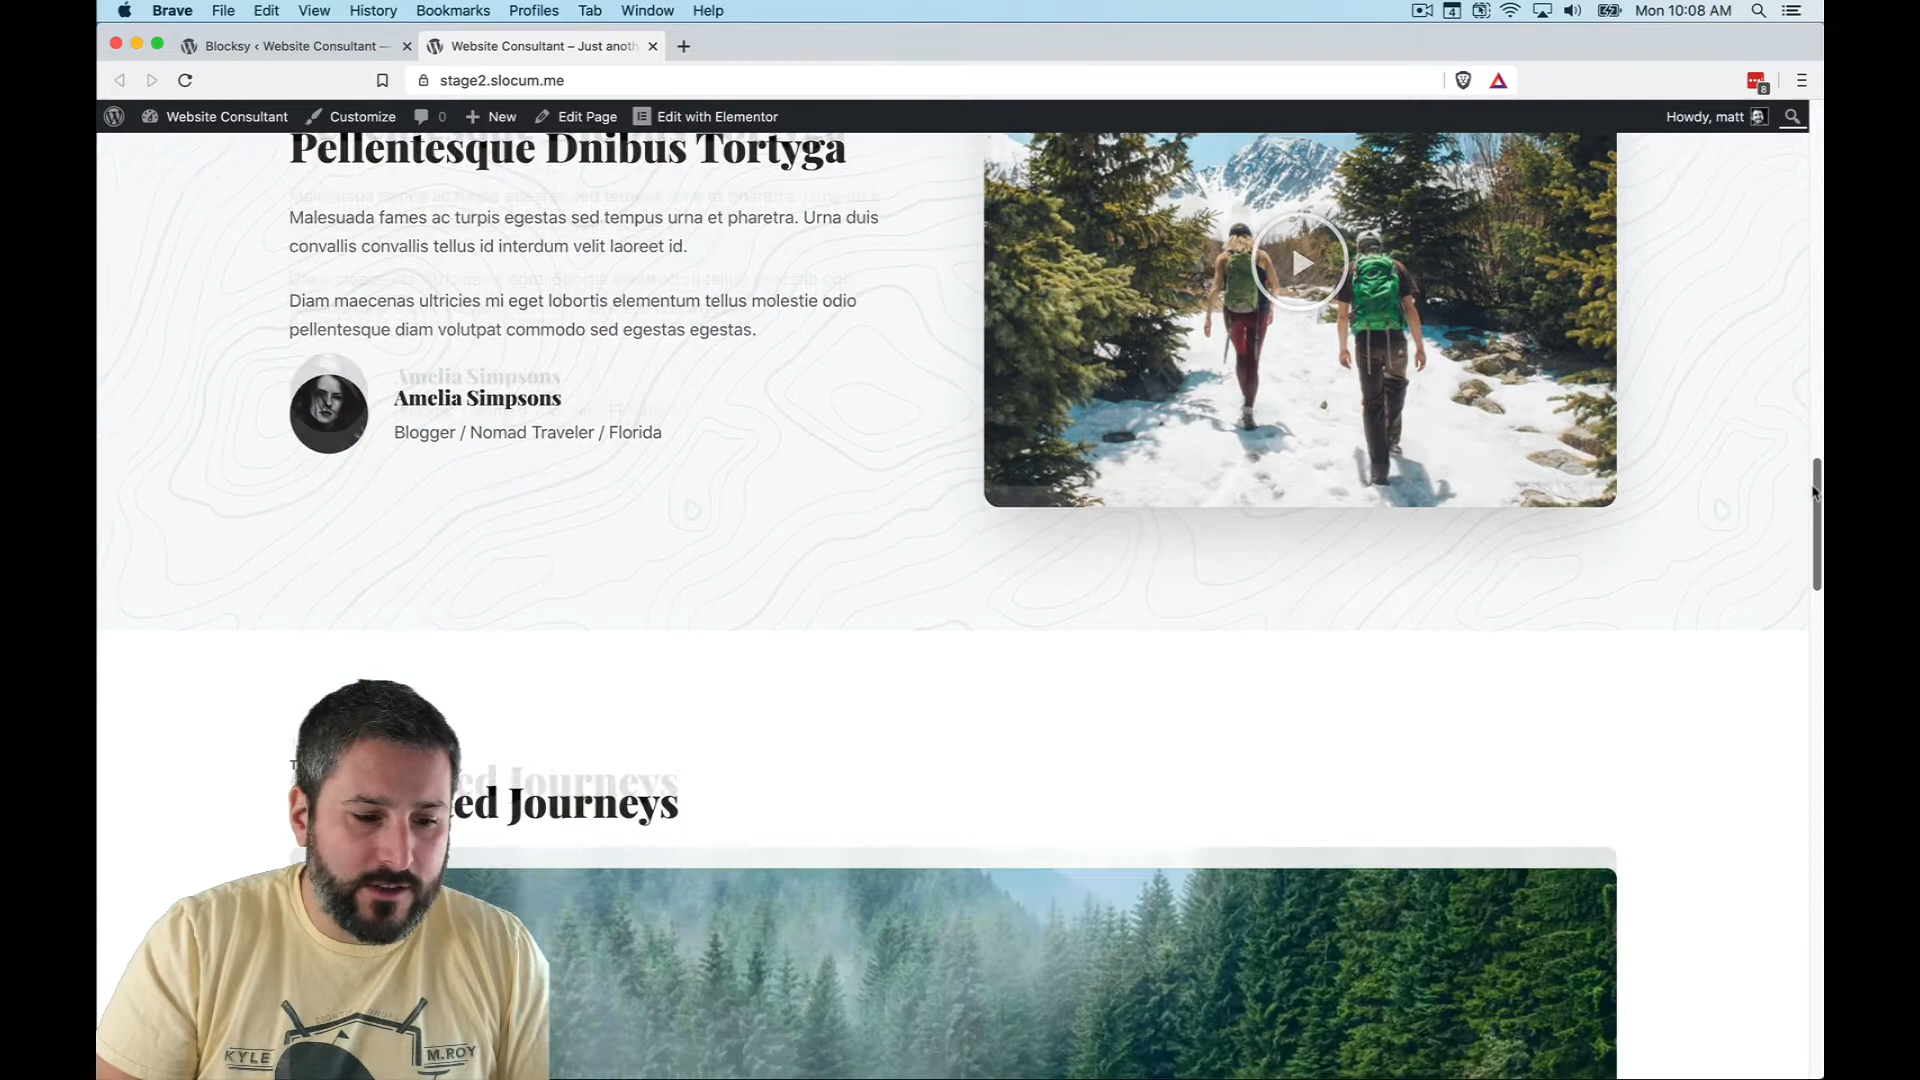 Brave File Edit View History Bookmarks Profiles Tab Window Help 4 Mon 10:08 AM
Blocksy ‹ Website Consultant — Website Consultant – Just anoth
stage2.slocum.me 8
Website Consultant Customize 0 New Edit Page Edit with Elementor Howdy, matt
Pellentesque Dnibus Tortyga
Malesuada fames ac turpis egestas sed tempus urna et pharetra. Urna duis
convallis convallis tellus id interdum velit laoreet id.
Diam maecenas ultricies mi eget lobortis elementum tellus molestie odio
pellentesque diam volutpat commodo sed egestas egestas.
Amelia Simpsons
Blogger / Nomad Traveler / Florida
ed Journeys
KYLE M.ROY